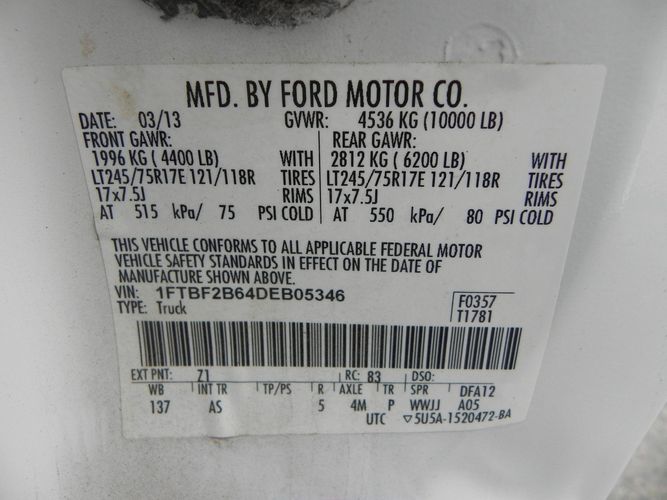 MFD. BY FORD MOTOR CO.
DATE: 03/13 GVWR: 4536 KG (10000 LB)
FRONT GAWR: REAR GAWR:
1996 KG ( 4400 LB) WITH 2812 KG ( 6200 LB) WITH
LT245/75R17E 121/118R TIRES LT245/75R17E 121/118R TIRES
17x7.5J RIMS 17x7.5J RIMS
AT 515 kPa/ 75 PSI COLD AT 550 kPa/ 80 PSI COLD
THIS VEHICLE CONFORMS TO ALL APPLICABLE FEDERAL MOTOR
VEHICLE SAFETY STANDARDS IN EFFECT ON THE DATE OF
MANUFACTURE SHOWN ABOVE.
VIN: 1FTBF2B64DEB05346 F0357
TYPE: Truck T1781
EXT PNT: Z1 RC: 83 DSO:
WB INT TR TP/PS R AXLE TR SPR DFA12
137 AS 5 4M P WWJJ A05
UTC ▽5U5A-1520472-BA